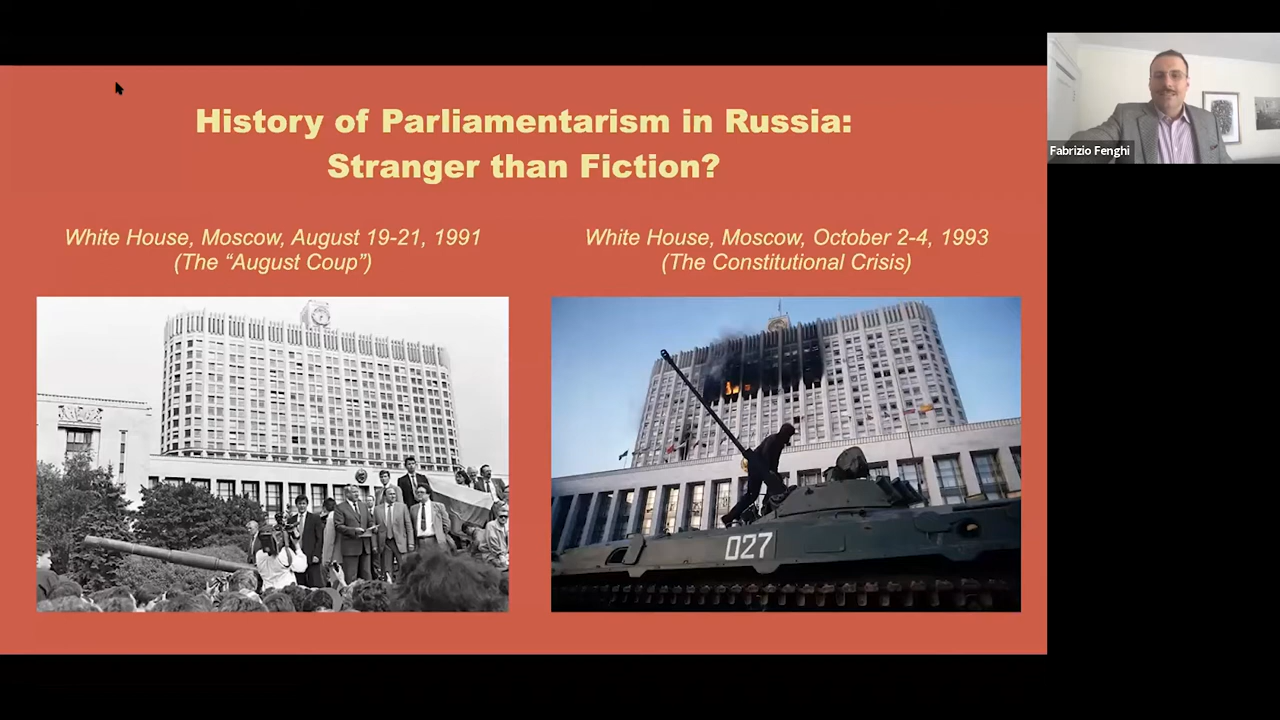 History of Parliamentarism in Russia:
Stranger than Fiction?
White House, Moscow, August 19-21, 1991
(The “August Coup”)
White House, Moscow, October 2-4, 1993
(The Constitutional Crisis)
027
Fabrizio Fenghi